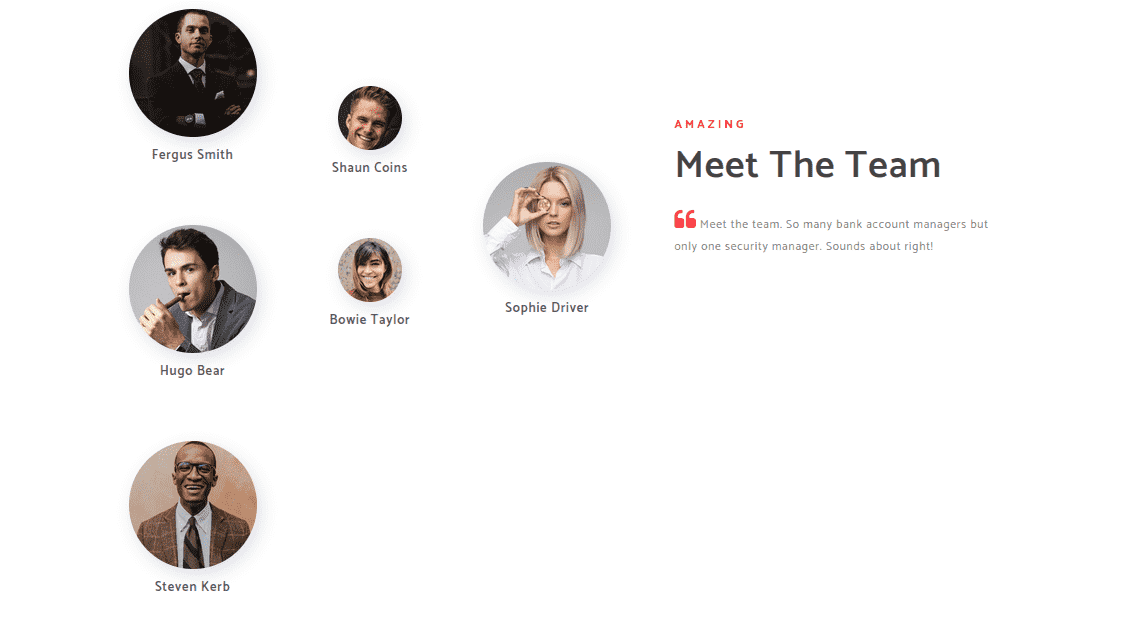 Fergus Smith
Shaun Coins
Sophie Driver
Hugo Bear
Bowie Taylor
Steven Kerb
AMAZING
Meet The Team
Meet the team. So many bank account managers but
only one security manager. Sounds about right!